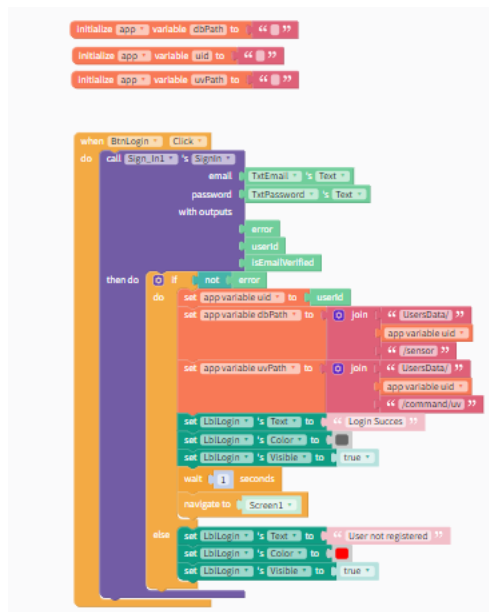 initialize app variable dbPath to “ ”
initialize app variable uid to “ ”
initialize app variable uvPath to “ ”
when BtnLogin Click
do call Sign_In1 's SignIn
email TxtEmail 's Text
password TxtPassword 's Text
with outputs
error
userId
isEmailVerified
then do if not error
do set app variable uid to userId
set app variable dbPath to join “ UsersData/ ”
app variable uid
“ /sensor ”
set app variable uvPath to join “ UsersData/ ”
app variable uid
“ /command/uv ”
set LblLogin 's Text to “ Login Succes ”
set LblLogin 's Color to
set LblLogin 's Visible to true
wait 1 seconds
navigate to Screen1
else set LblLogin 's Text to “ User not registered ”
set LblLogin 's Color to
set LblLogin 's Visible to true